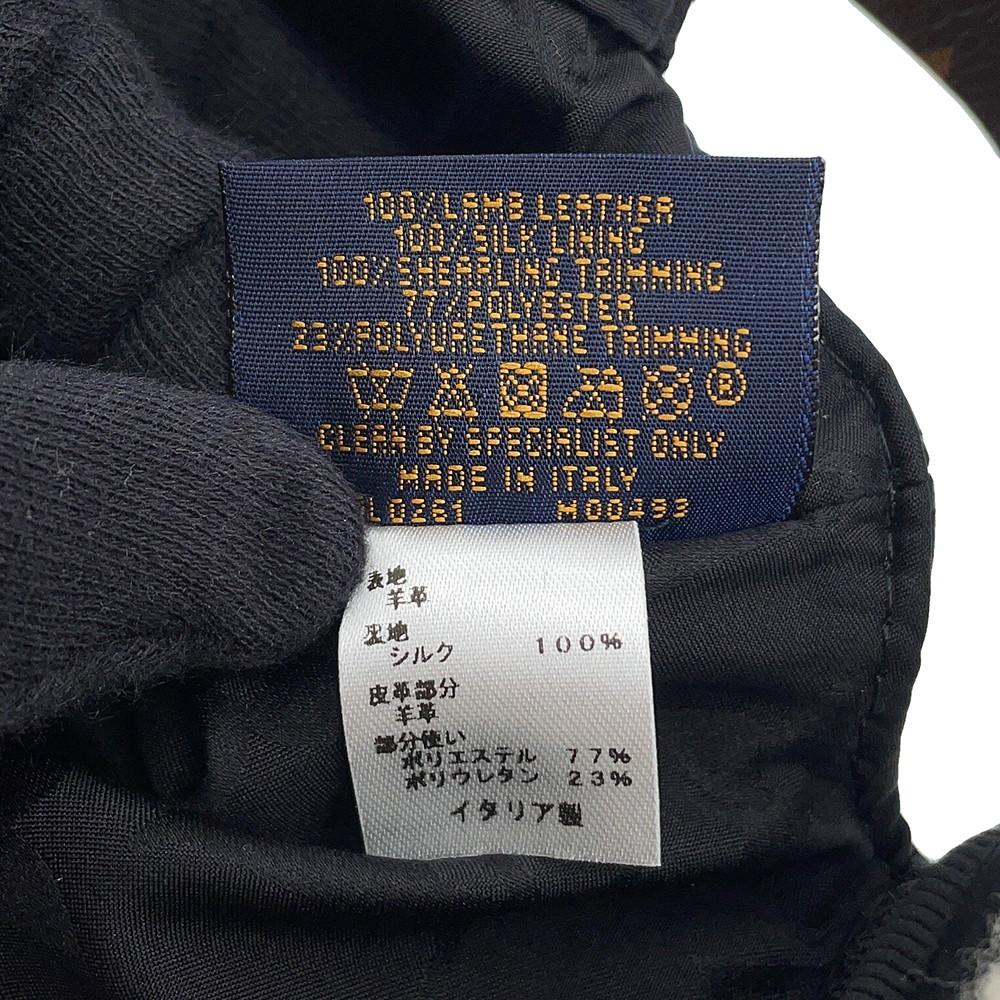 100% LAMB LEATHER
100% SILK LINING
100% SHEARLING TRIMMING
77% POLYESTER
23% POLYURETHANE TRIMMING
CLEAN BY SPECIALIST ONLY
MADE IN ITALY
L0261 M00493
表地
羊革
裏地
シルク 100%
皮革部分
羊革
部分使い
ポリエステル 77%
ポリウレタン 23%
イタリア製